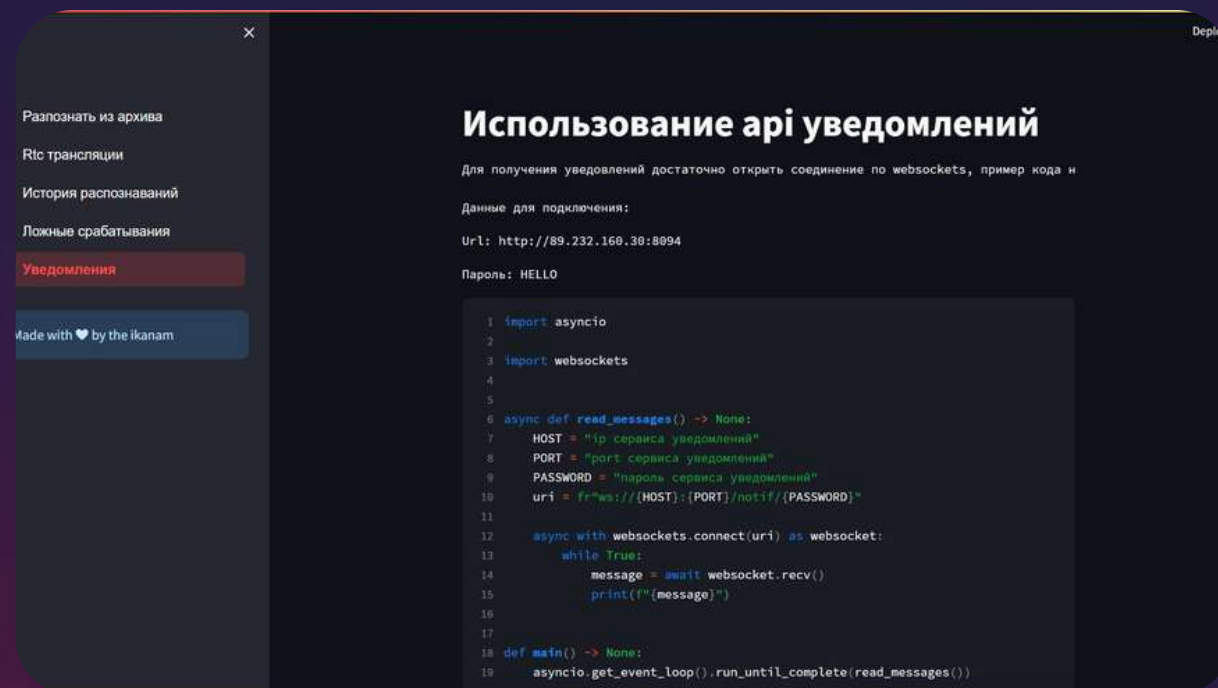 Deplo
Разпознать из архива
Rtc трансляции
История распознаваний
Ложные срабатывания
Уведомления
Made with ♥ by the ikanam
Использование api уведомлений
Для получения уведовлений достаточно открыть соединение по websockets, пример кода н
Данные для подключения:
Url: http://89.232.160.30:8094
Пароль: HELLO
1 import asyncio
2
3 import websockets
4
5
6 async def read_messages() -> None:
7     HOST = "ip сервиса уведомлений"
8     PORT = "port сервиса уведомлений"
9     PASSWORD = "пароль сервиса уведомлений"
10     uri = fr"ws://{HOST}:{PORT}/notif/{PASSWORD}"
11
12     async with websockets.connect(uri) as websocket:
13         while True:
14             message = await websocket.recv()
15             print(f"{message}")
16
17
18 def main() -> None:
19     asyncio.get_event_loop().run_until_complete(read_messages())